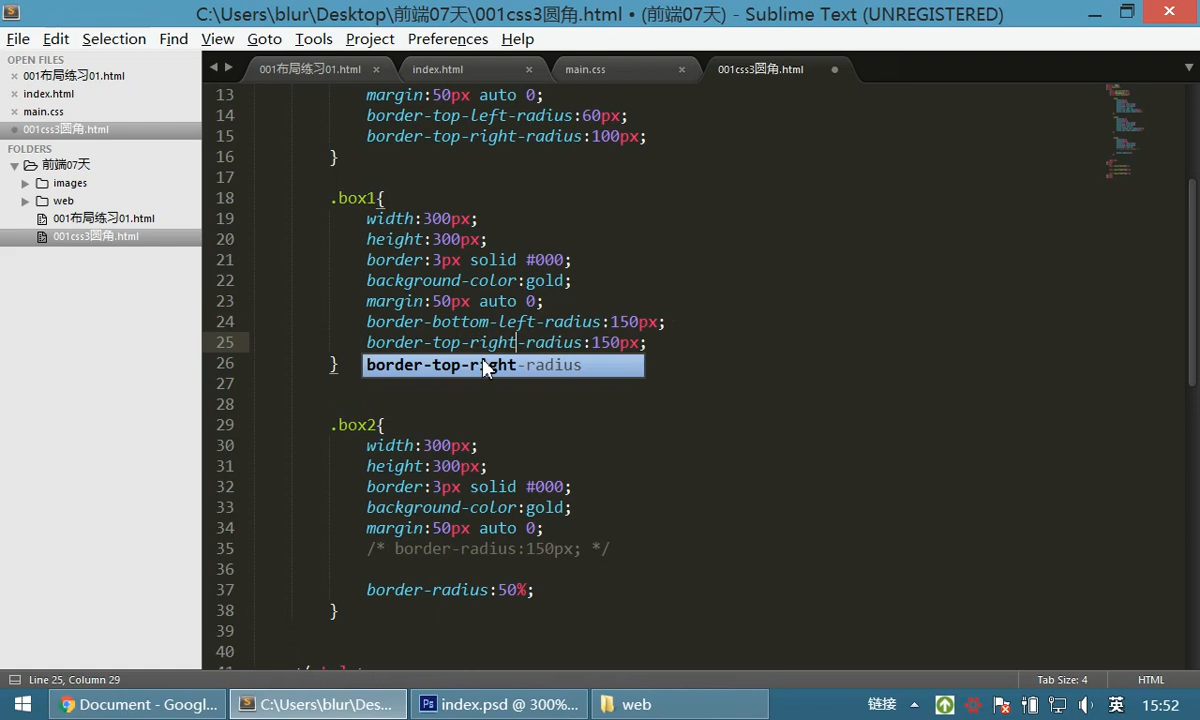 C:\Users\blur\Desktop\前端07天\001css3圆角.html • (前端07天) - Sublime Text (UNREGISTERED)
File Edit Selection Find View Goto Tools Project Preferences Help
OPEN FILES
001布局练习01.html
index.html
main.css
001css3圆角.html
FOLDERS
前端07天
images
web
001布局练习01.html
001css3圆角.html
001布局练习01.html index.html main.css 001css3圆角.html
13 margin:50px auto 0;
14 border-top-left-radius:60px;
15 border-top-right-radius:100px;
16 }
17
18 .box1{
19 width:300px;
20 height:300px;
21 border:3px solid #000;
22 background-color:gold;
23 margin:50px auto 0;
24 border-bottom-left-radius:150px;
25 border-top-right-radius:150px;
26 }
border-top-right-radius
27
28
29 .box2{
30 width:300px;
31 height:300px;
32 border:3px solid #000;
33 background-color:gold;
34 margin:50px auto 0;
35 /* border-radius:150px; */
36
37 border-radius:50%;
38 }
39
40
Line 25, Column 29 Tab Size: 4 HTML
Document - Googl... C:\Users\blur\Des... index.psd @ 300%... web 链接 英 15:52